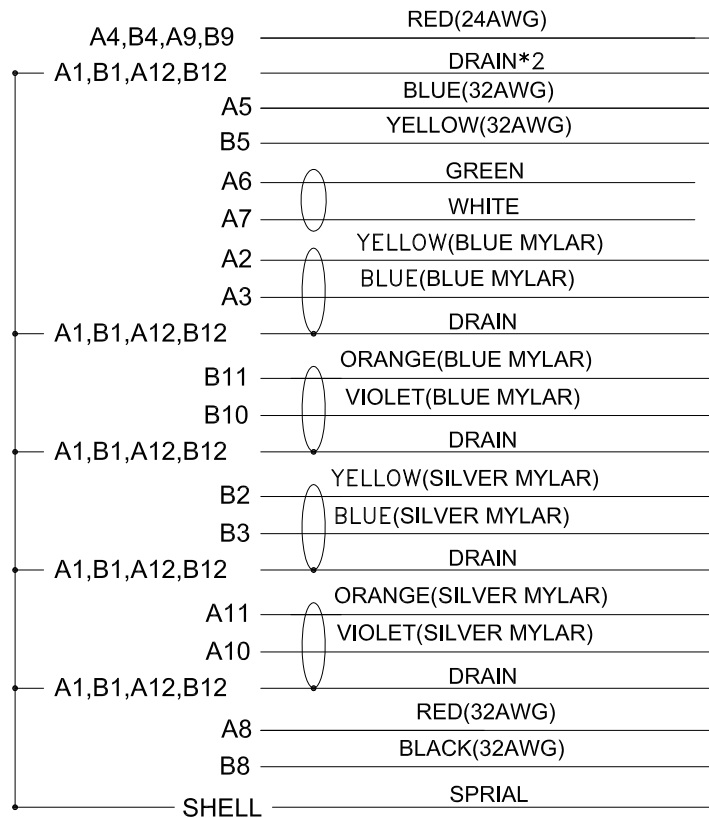 A4,B4,A9,B9 RED(24AWG)
A1,B1,A12,B12 DRAIN*2
A5 BLUE(32AWG)
B5 YELLOW(32AWG)
A6 GREEN
A7 WHITE
A2 YELLOW(BLUE MYLAR)
A3 BLUE(BLUE MYLAR)
A1,B1,A12,B12 DRAIN
B11 ORANGE(BLUE MYLAR)
B10 VIOLET(BLUE MYLAR)
A1,B1,A12,B12 DRAIN
B2 YELLOW(SILVER MYLAR)
B3 BLUE(SILVER MYLAR)
A1,B1,A12,B12 DRAIN
A11 ORANGE(SILVER MYLAR)
A10 VIOLET(SILVER MYLAR)
A1,B1,A12,B12 DRAIN
A8 RED(32AWG)
B8 BLACK(32AWG)
SHELL SPRIAL